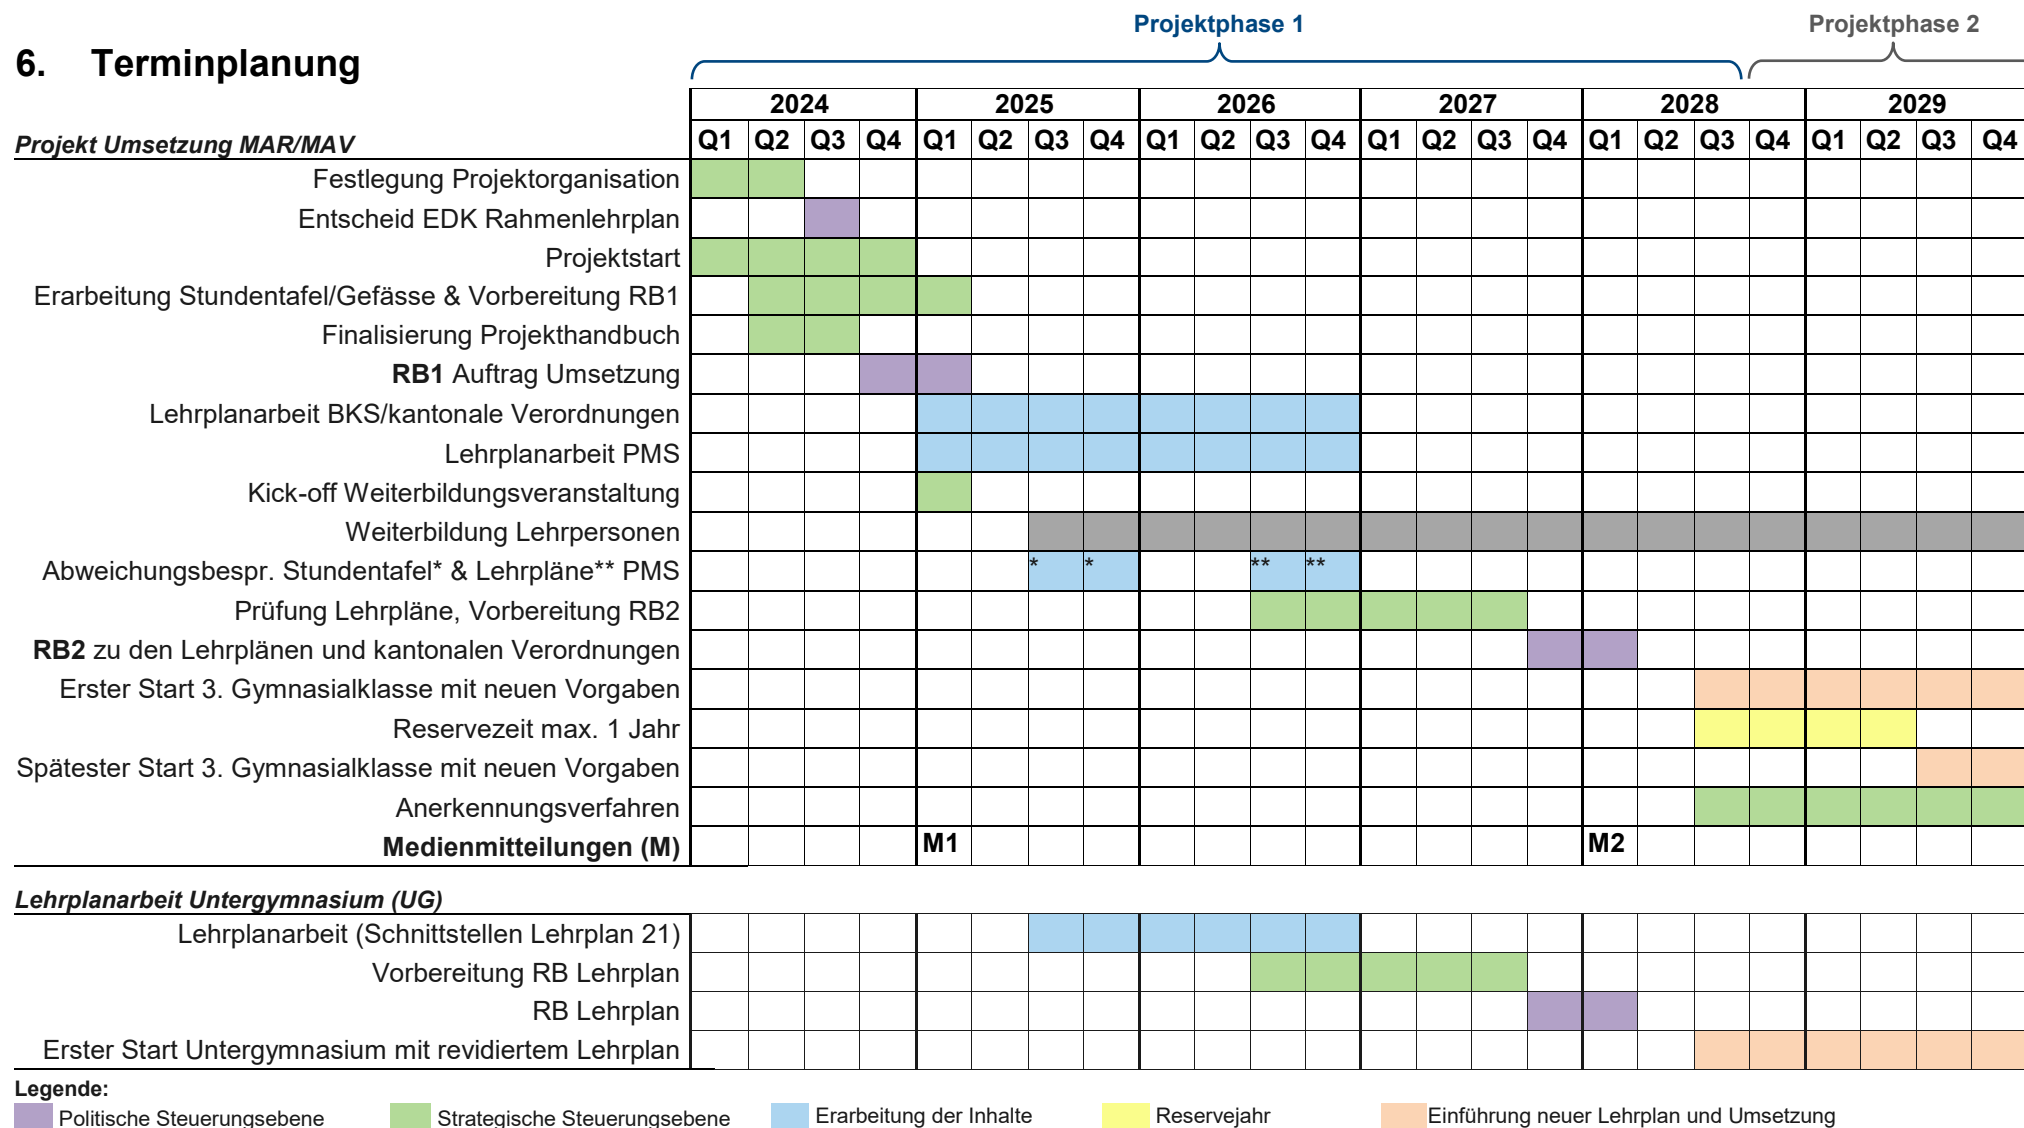 Projektphase 1
Projektphase 2
6. Terminplanung
2024 2025 2026 2027 2028 2029
Projekt Umsetzung MAR/MAV
Q1 Q2 Q3 Q4 Q1 Q2 Q3 Q4 Q1 Q2 Q3 Q4 Q1 Q2 Q3 Q4 Q1 Q2 Q3 Q4 Q1 Q2 Q3 Q4
Festlegung Projektorganisation
Entscheid EDK Rahmenlehrplan
Projektstart
Erarbeitung Stundentafel/Gefässe & Vorbereitung RB1
Finalisierung Projekthandbuch
RB1 Auftrag Umsetzung
Lehrplanarbeit BKS/kantonale Verordnungen
Lehrplanarbeit PMS
Kick-off Weiterbildungsveranstaltung
Weiterbildung Lehrpersonen
Abweichungsbespr. Stundentafel* & Lehrpläne** PMS * * ** **
Prüfung Lehrpläne, Vorbereitung RB2
RB2 zu den Lehrplänen und kantonalen Verordnungen
Erster Start 3. Gymnasialklasse mit neuen Vorgaben
Reservezeit max. 1 Jahr
Spätester Start 3. Gymnasialklasse mit neuen Vorgaben
Anerkennungsverfahren
Medienmitteilungen (M) M1 M2
Lehrplanarbeit Untergymnasium (UG)
Lehrplanarbeit (Schnittstellen Lehrplan 21)
Vorbereitung RB Lehrplan
RB Lehrplan
Erster Start Untergymnasium mit revidiertem Lehrplan
Legende:
Politische Steuerungsebene Strategische Steuerungsebene Erarbeitung der Inhalte Reservejahr Einführung neuer Lehrplan und Umsetzung